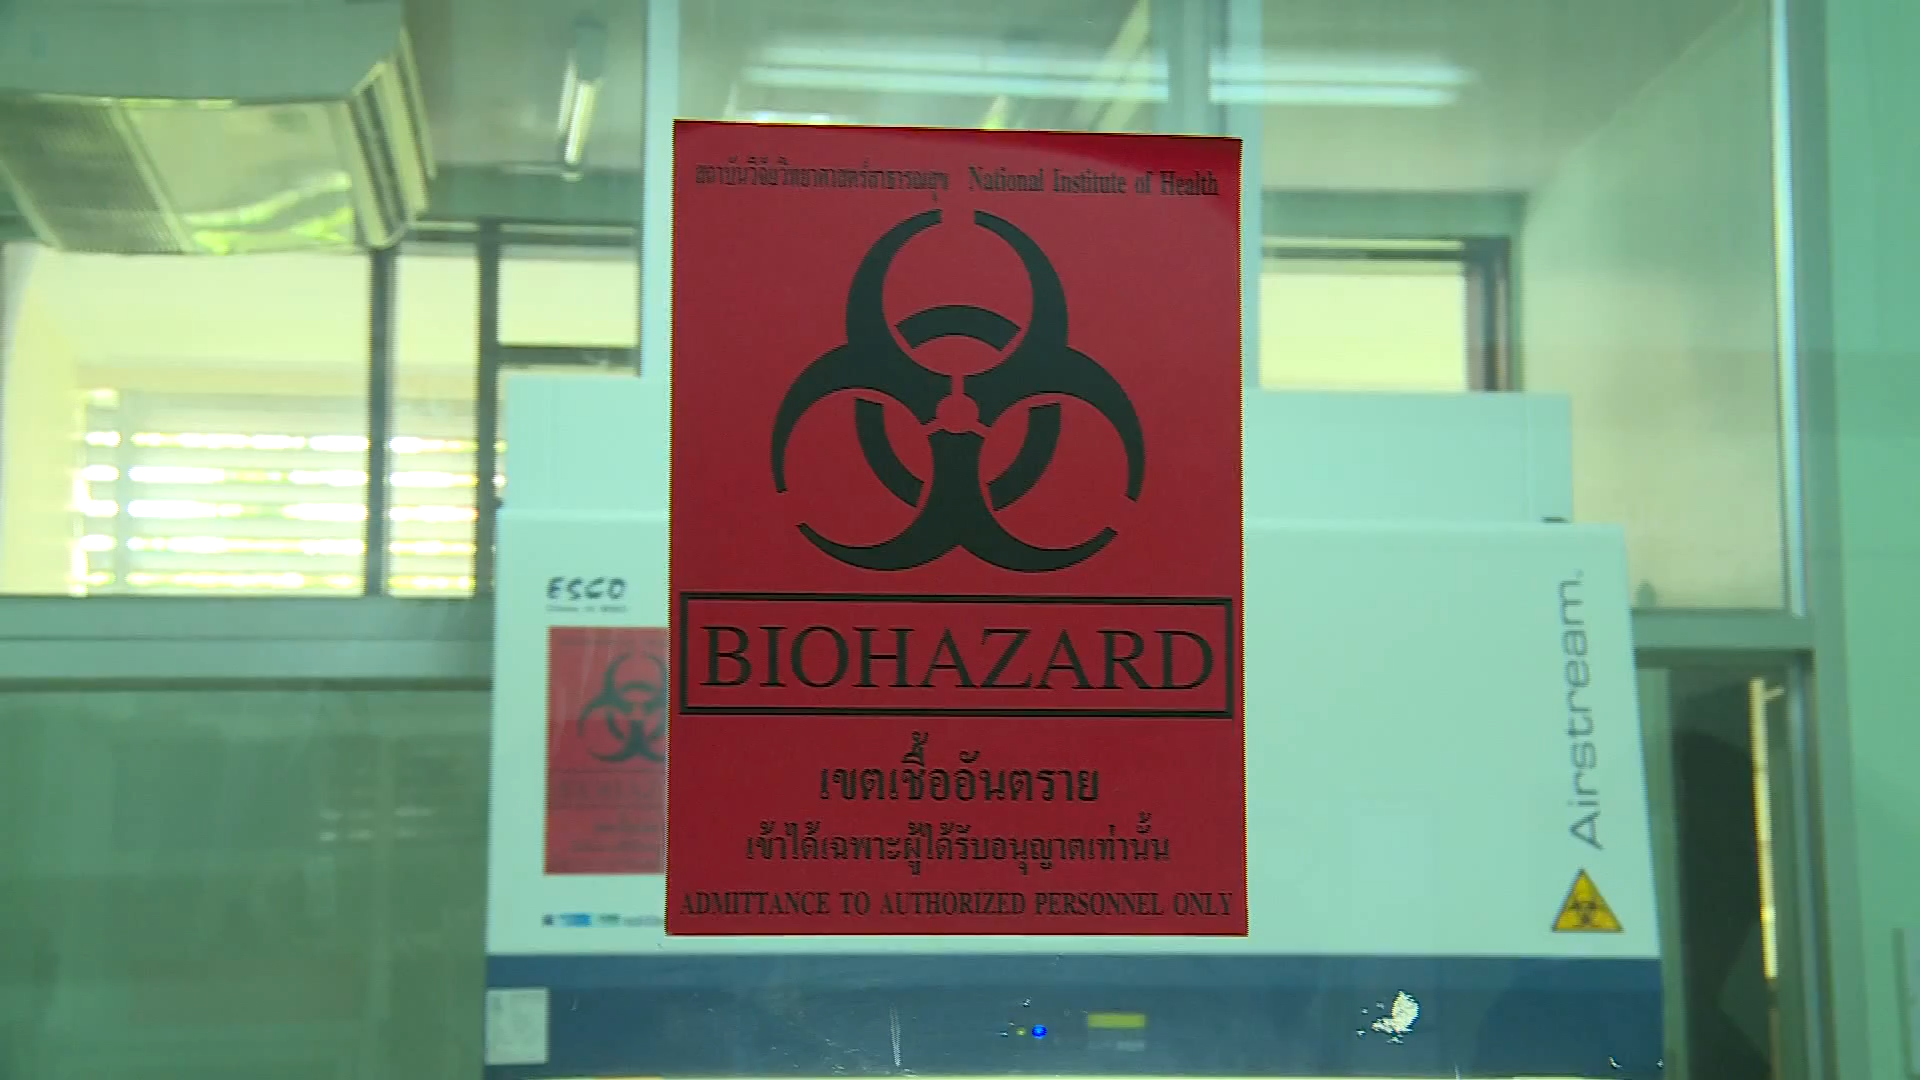 สถาบันวิจัยวิทยาศาสตร์สาธารณสุข National Institute of Health
BIOHAZARD
เขตเชื้ออันตราย
เข้าได้เฉพาะผู้ได้รับอนุญาตเท่านั้น
ADMITTANCE TO AUTHORIZED PERSONNEL ONLY
ESCO
Airstream